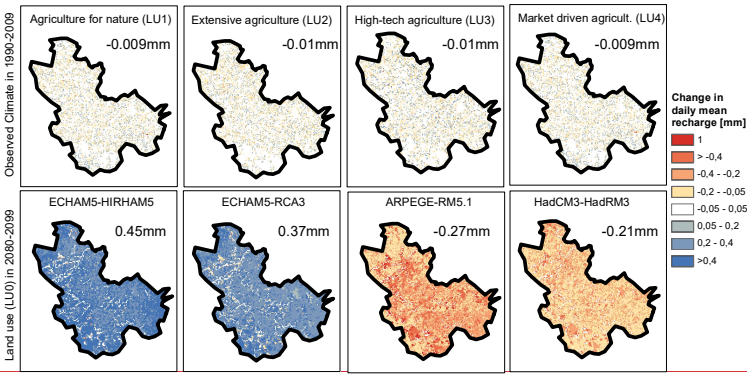 Observed Climate in 1990-2009
Agriculture for nature (LU1)
-0.009mm
Extensive agriculture (LU2)
-0.01mm
High-tech agriculture (LU3)
-0.01mm
Market driven agricult. (LU4)
-0.009mm
Land use (LU0) in 2080-2099
ECHAM5-HIRHAM5
0.45mm
ECHAM5-RCA3
0.37mm
ARPEGE-RM5.1
-0.27mm
HadCM3-HadRM3
-0.21mm
Change in
daily mean
recharge [mm]
1
> -0,4
-0,4 - -0,2
-0,2 - -0,05
-0,05 - 0,05
0,05 - 0,2
0,2 - 0,4
>0,4